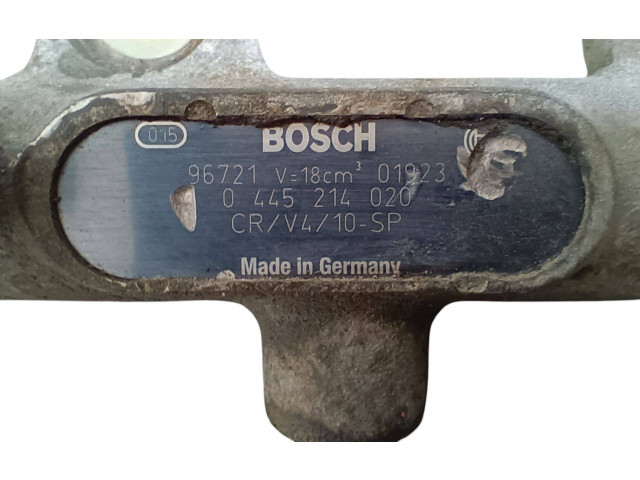 015
BOSCH
96721 V=18cm³ 01923
0 445 214 020
CR/V4/10-SP
Made in Germany